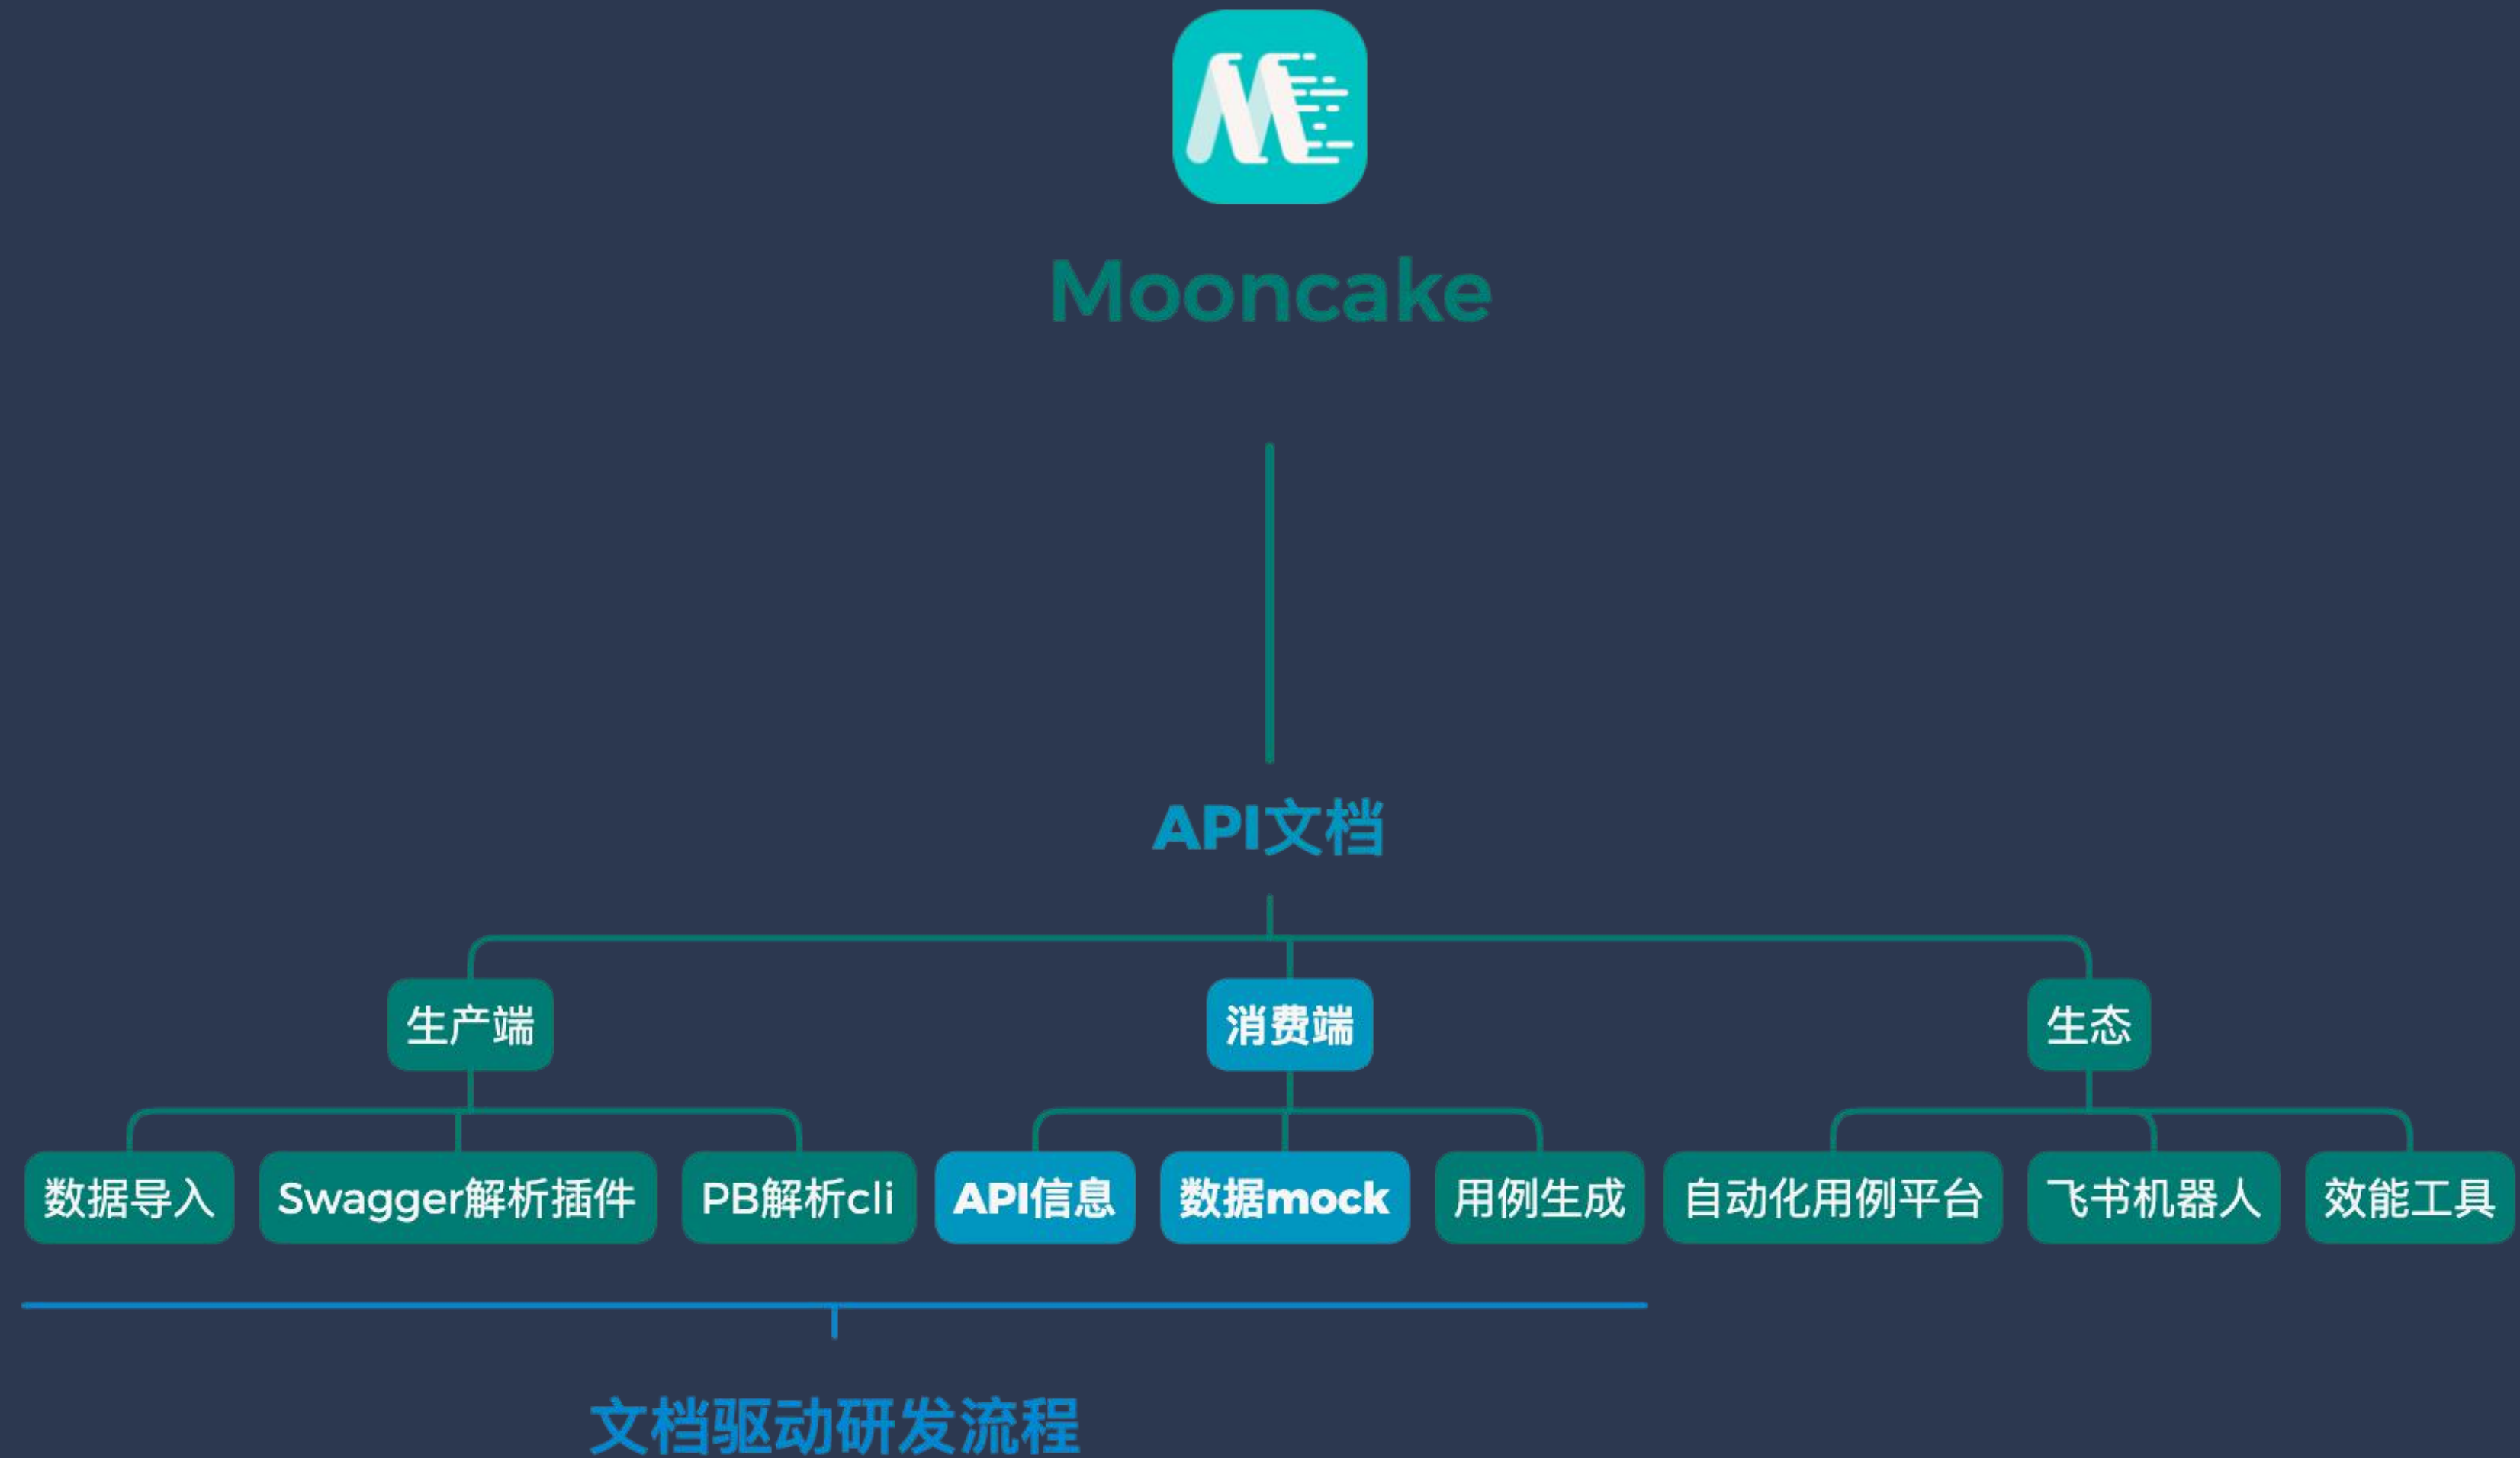 Mooncake
API文档
生产端
消费端
生态
数据导入
Swagger解析插件
PB解析cli
API信息
数据mock
用例生成
自动化用例平台
飞书机器人
效能工具
文档驱动研发流程